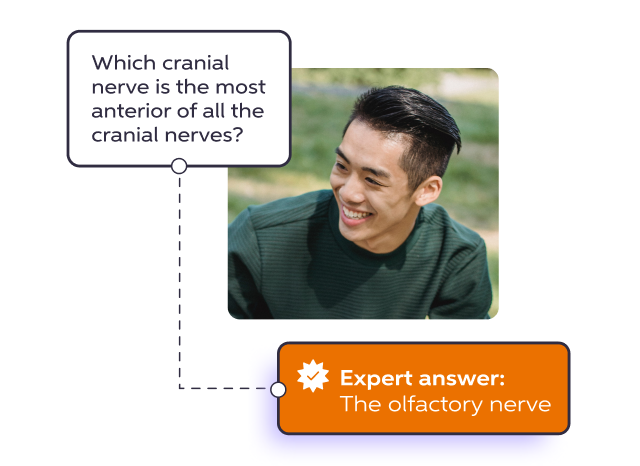 Which cranial
nerve is the most
anterior of all the
cranial nerves?
Expert answer:
The olfactory nerve